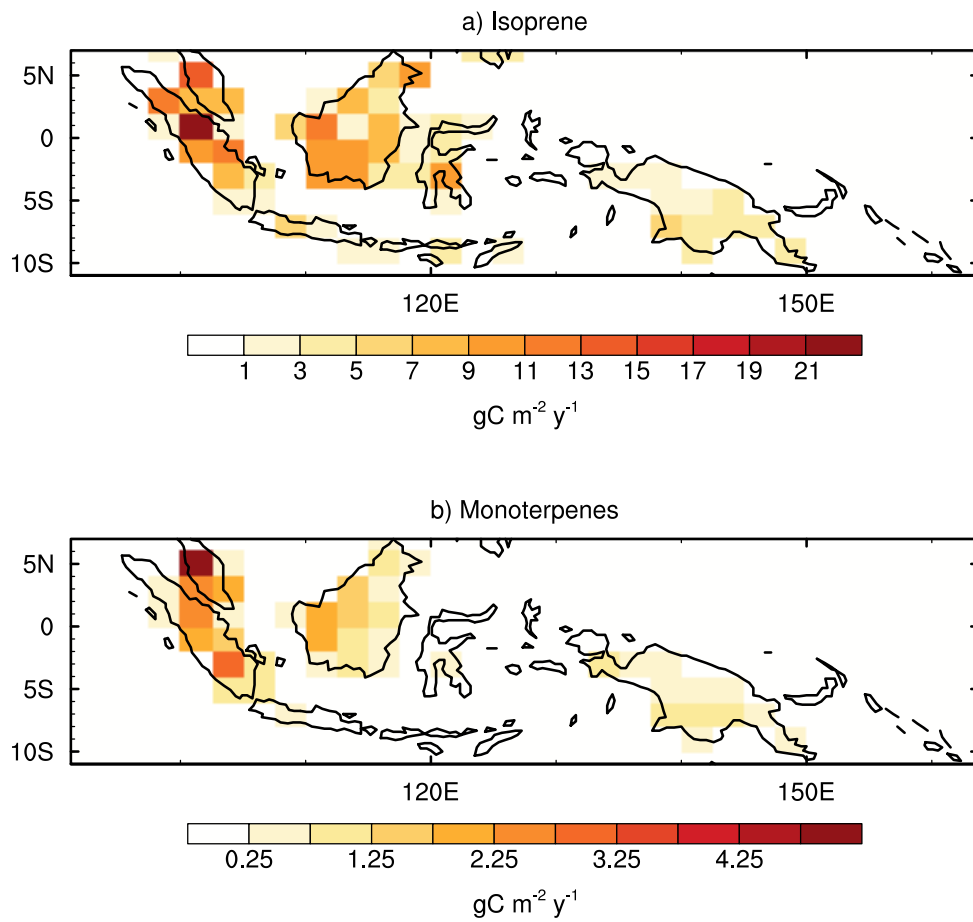 a) Isoprene
5N
0
5S
10S
120E 150E
1 3 5 7 9 11 13 15 17 19 21
gC m⁻² y⁻¹
b) Monoterpenes
5N
0
5S
10S
120E 150E
0.25 1.25 2.25 3.25 4.25
gC m⁻² y⁻¹